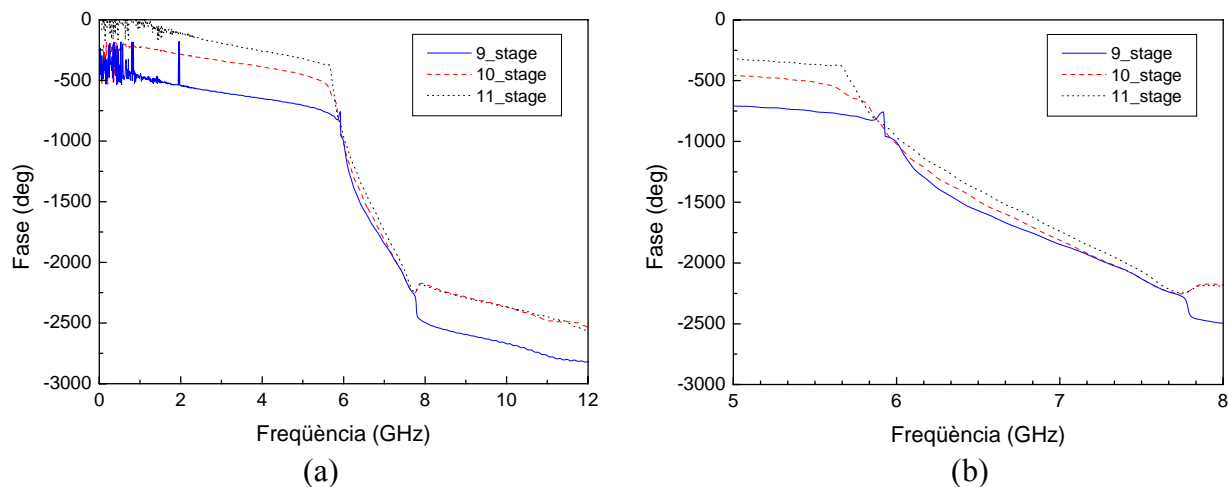 0
-500
-1000
-1500
-2000
-2500
-3000
Fase (deg)
0 2 4 6 8 10 12
Freqüència (GHz)
9_stage
10_stage
11_stage
(a)
0
-500
-1000
-1500
-2000
-2500
-3000
Fase (deg)
5 6 7 8
Freqüència (GHz)
9_stage
10_stage
11_stage
(b)